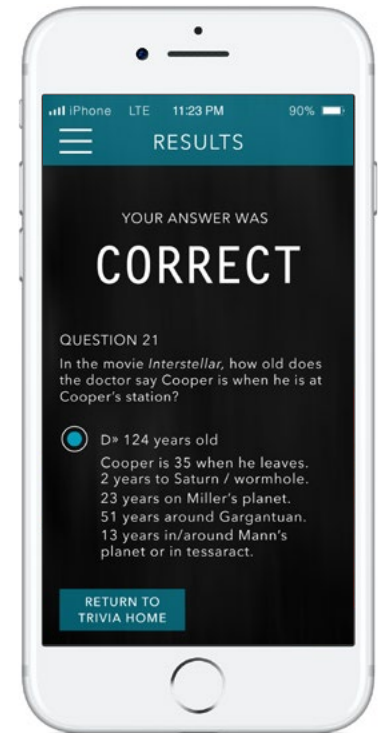 iPhone LTE 11:23 PM 90%
RESULTS
YOUR ANSWER WAS
CORRECT
QUESTION 21
In the movie Interstellar, how old does
the doctor say Cooper is when he is at
Cooper's station?
D» 124 years old
Cooper is 35 when he leaves.
2 years to Saturn / wormhole.
23 years on Miller's planet.
51 years around Gargantuan.
13 years in/around Mann's
planet or in tessaract.
RETURN TO
TRIVIA HOME